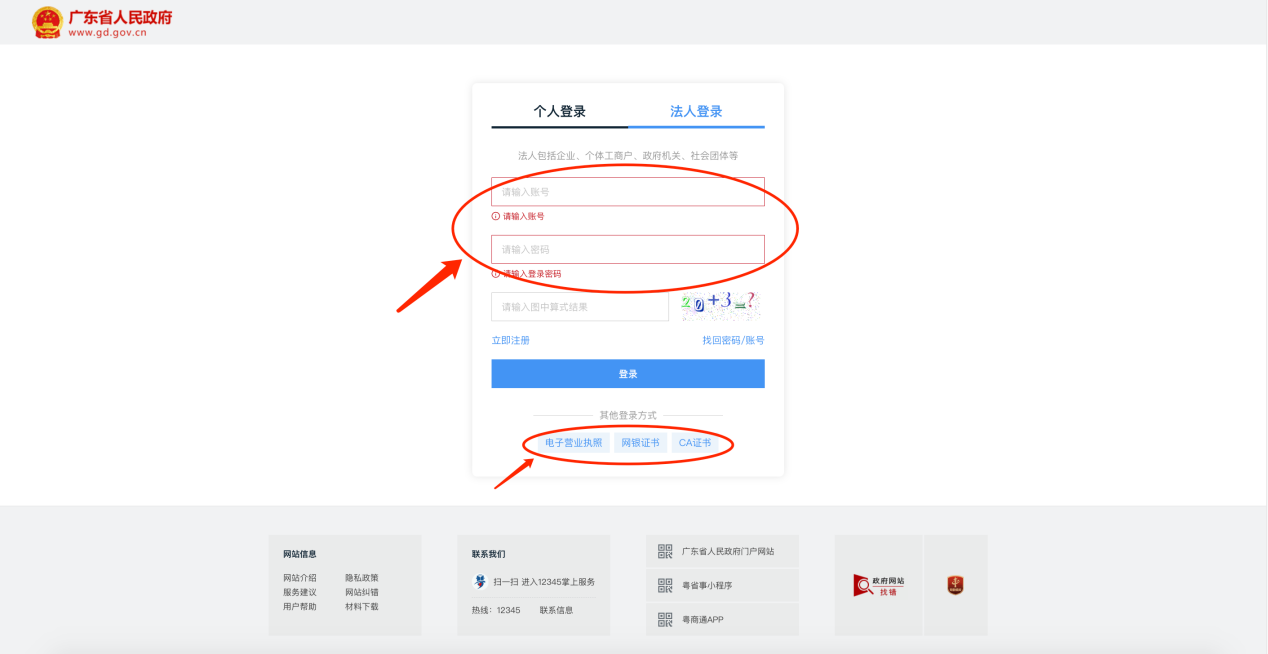 广东省人民政府
www.gd.gov.cn
个人登录 法人登录
法人包括企业、个体工商户、政府机关、社会团体等
请输入账号
请输入账号
请输入密码
请输入登录密码
请输入图中算式结果 20+3=?
立即注册 找回密码/账号
登录
其他登录方式
电子营业执照 网银证书 CA证书
网站信息
网站介绍 隐私政策
服务建议 网站纠错
用户帮助 材料下载
联系我们
扫一扫 进入12345掌上服务
热线：12345 联系信息
广东省人民政府门户网站
粤省事小程序
粤商通APP
政府网站
找错